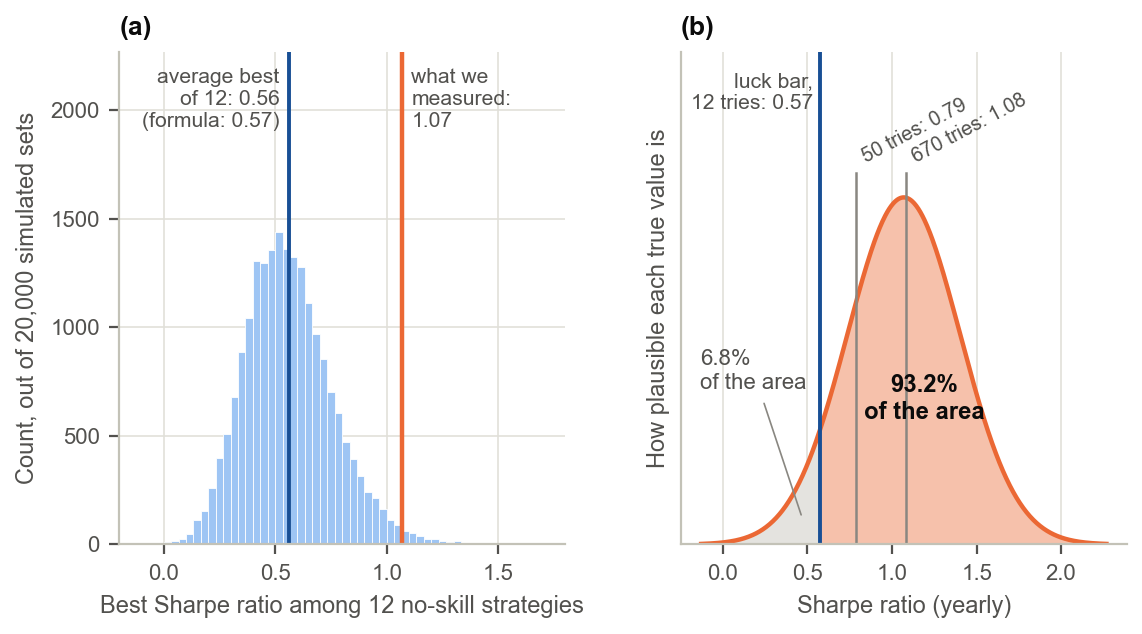 (a)
average best
of 12: 0.56
(formula: 0.57)
what we
measured:
1.07
Count, out of 20,000 simulated sets
2000
1500
1000
500
0
0.0
0.5
1.0
1.5
Best Sharpe ratio among 12 no-skill strategies
(b)
luck bar,
12 tries: 0.57
50 tries: 0.79
670 tries: 1.08
How plausible each true value is
6.8%
of the area
93.2%
of the area
0.0
0.5
1.0
1.5
2.0
Sharpe ratio (yearly)